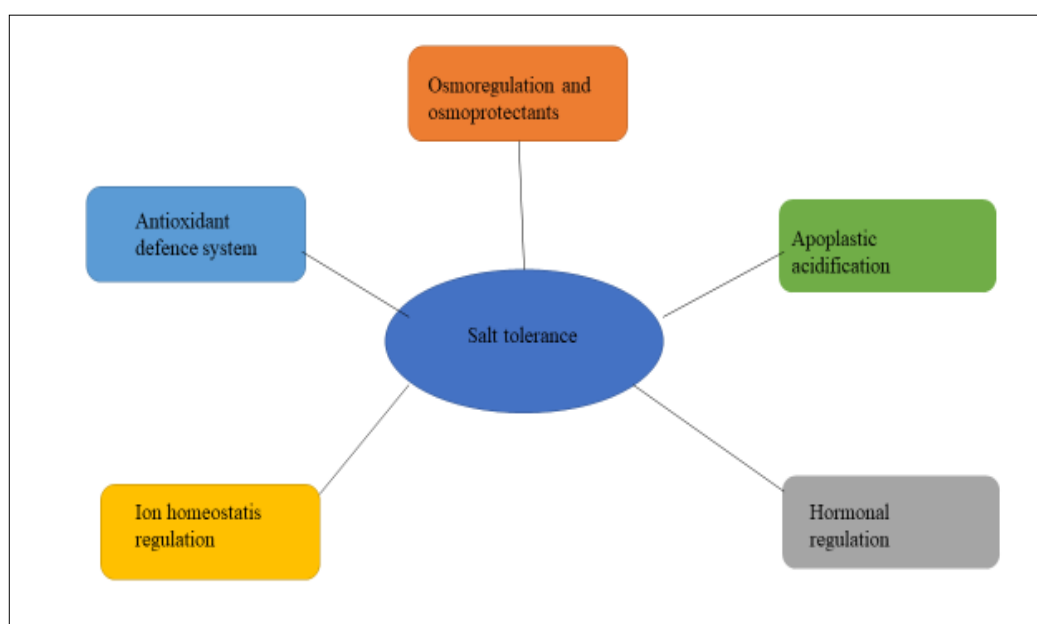 Osmoregulation and
osmoprotectants
Antioxidant
defence system
Apoplastic
acidification
Salt tolerance
Ion homeostatis
regulation
Hormonal
regulation